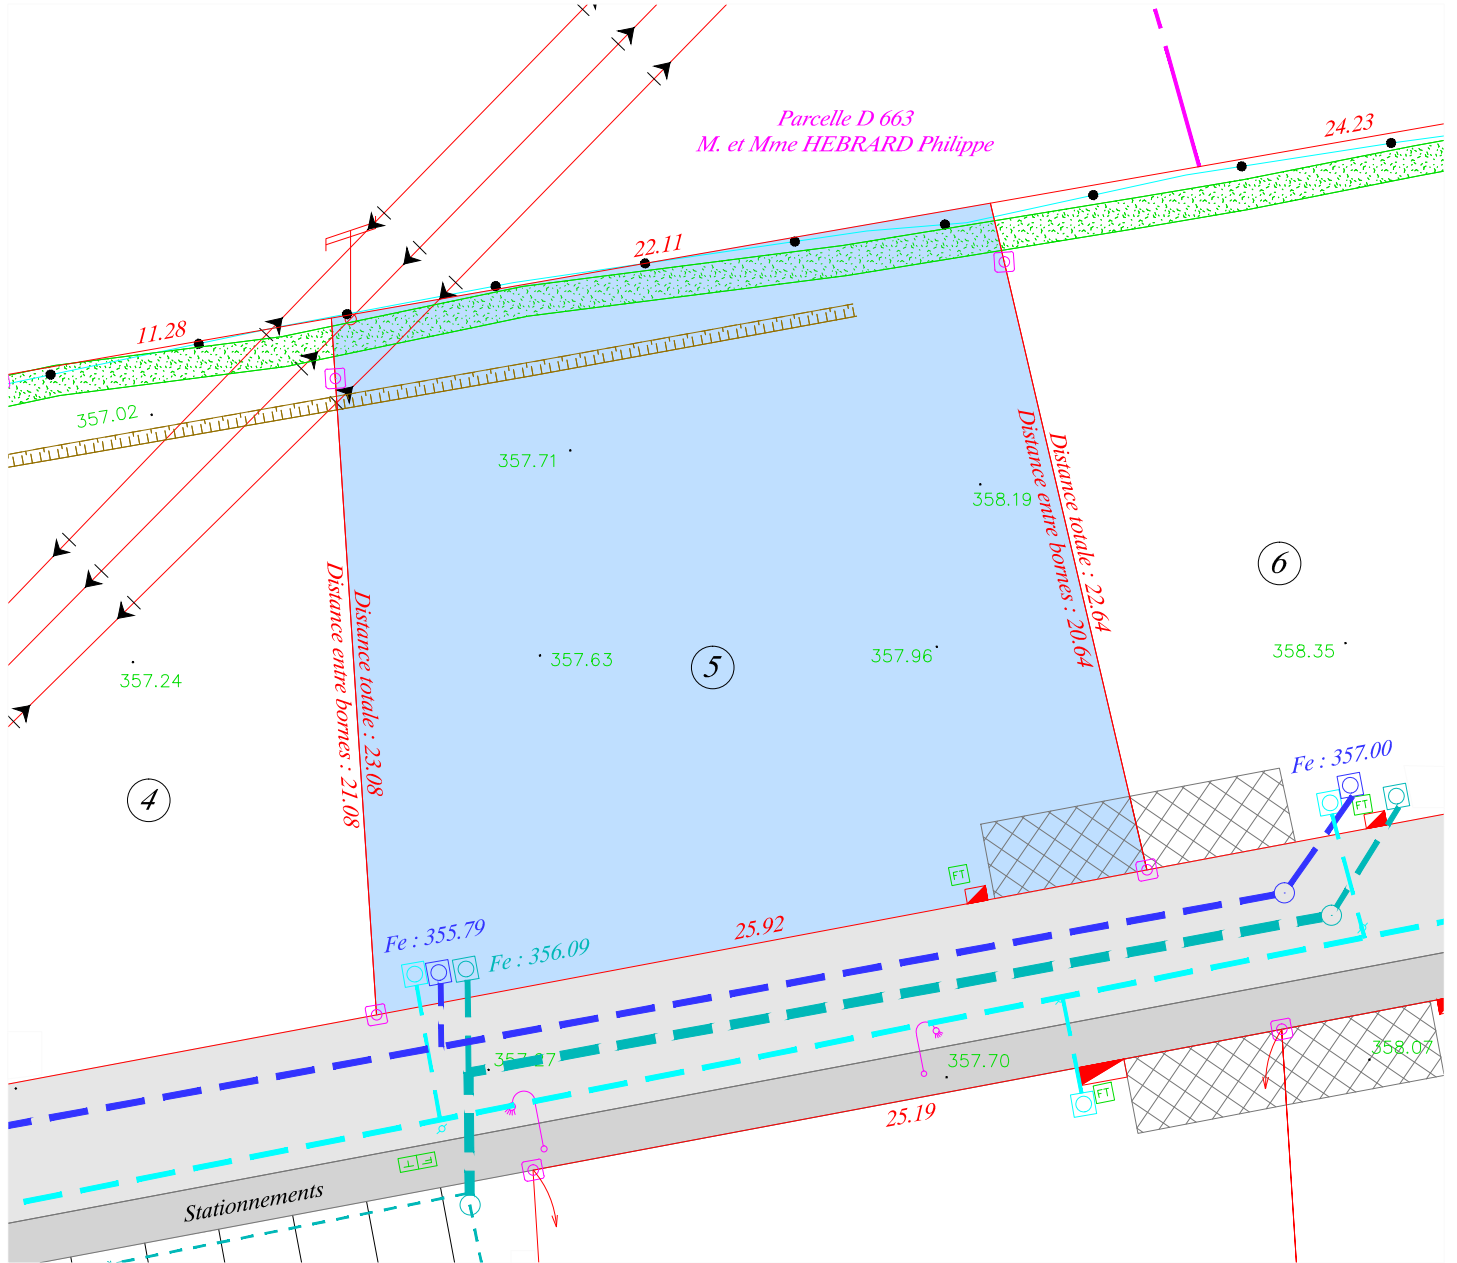 Parcelle D 663
M. et Mme HEBRARD Philippe
24.23
22.11
11.28
357.02
357.71
358.19
Distance totale : 22.64
Distance entre bornes : 20.64
6
358.35
357.63
5
357.96
357.24
Distance totale : 23.08
Distance entre bornes : 21.08
4
Fe : 357.00
FT
FT
25.92
Fe : 355.79
Fe : 356.09
357.27
357.70
358.07
FT
25.19
FT
Stationnements